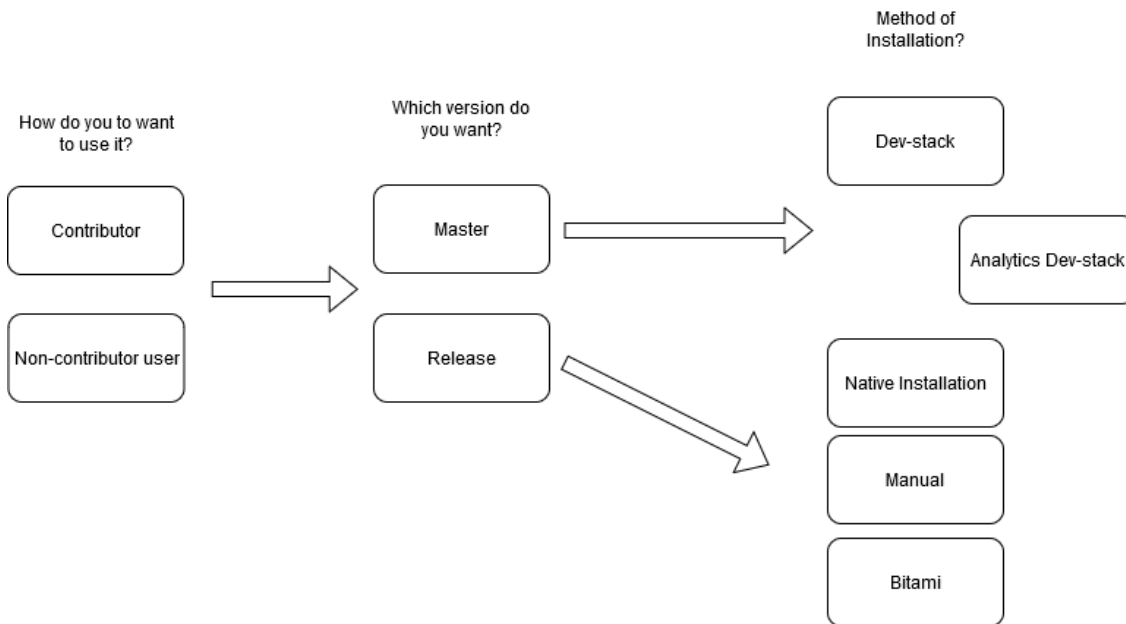 How do you to want
to use it?
Contributor
Non-contributor user
Which version do
you want?
Master
Release
Method of
Installation?
Dev-stack
Analytics Dev-stack
Native Installation
Manual
Bitami